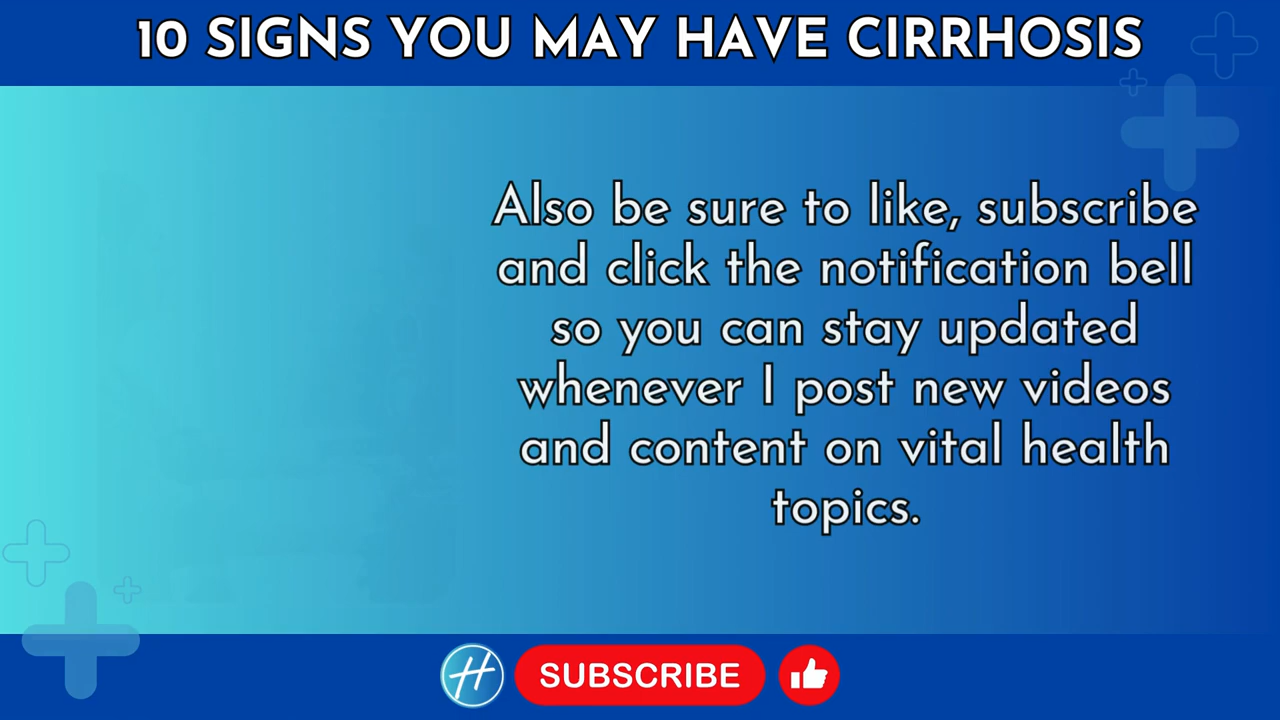 10 SIGNS YOU MAY HAVE CIRRHOSIS
Also be sure to like, subscribe
and click the notification bell
so you can stay updated
whenever I post new videos
and content on vital health
topics.
H
SUBSCRIBE